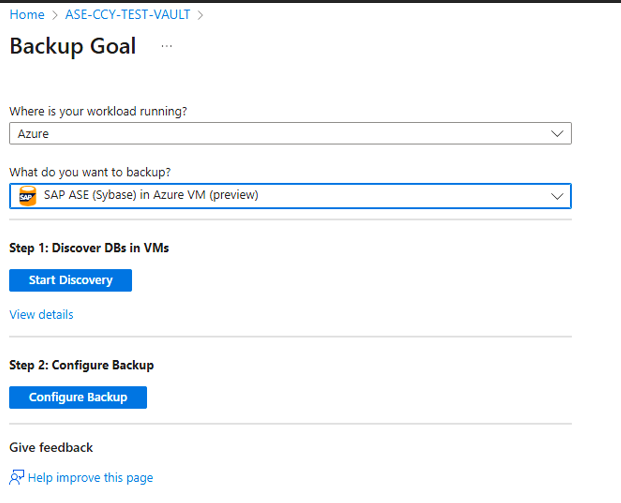 Home > ASE-CCY-TEST-VAULT >
Backup Goal ...
Where is your workload running?
Azure
What do you want to backup?
SAP SAP ASE (Sybase) in Azure VM (preview)
Step 1: Discover DBs in VMs
Start Discovery
View details
Step 2: Configure Backup
Configure Backup
Give feedback
Help improve this page